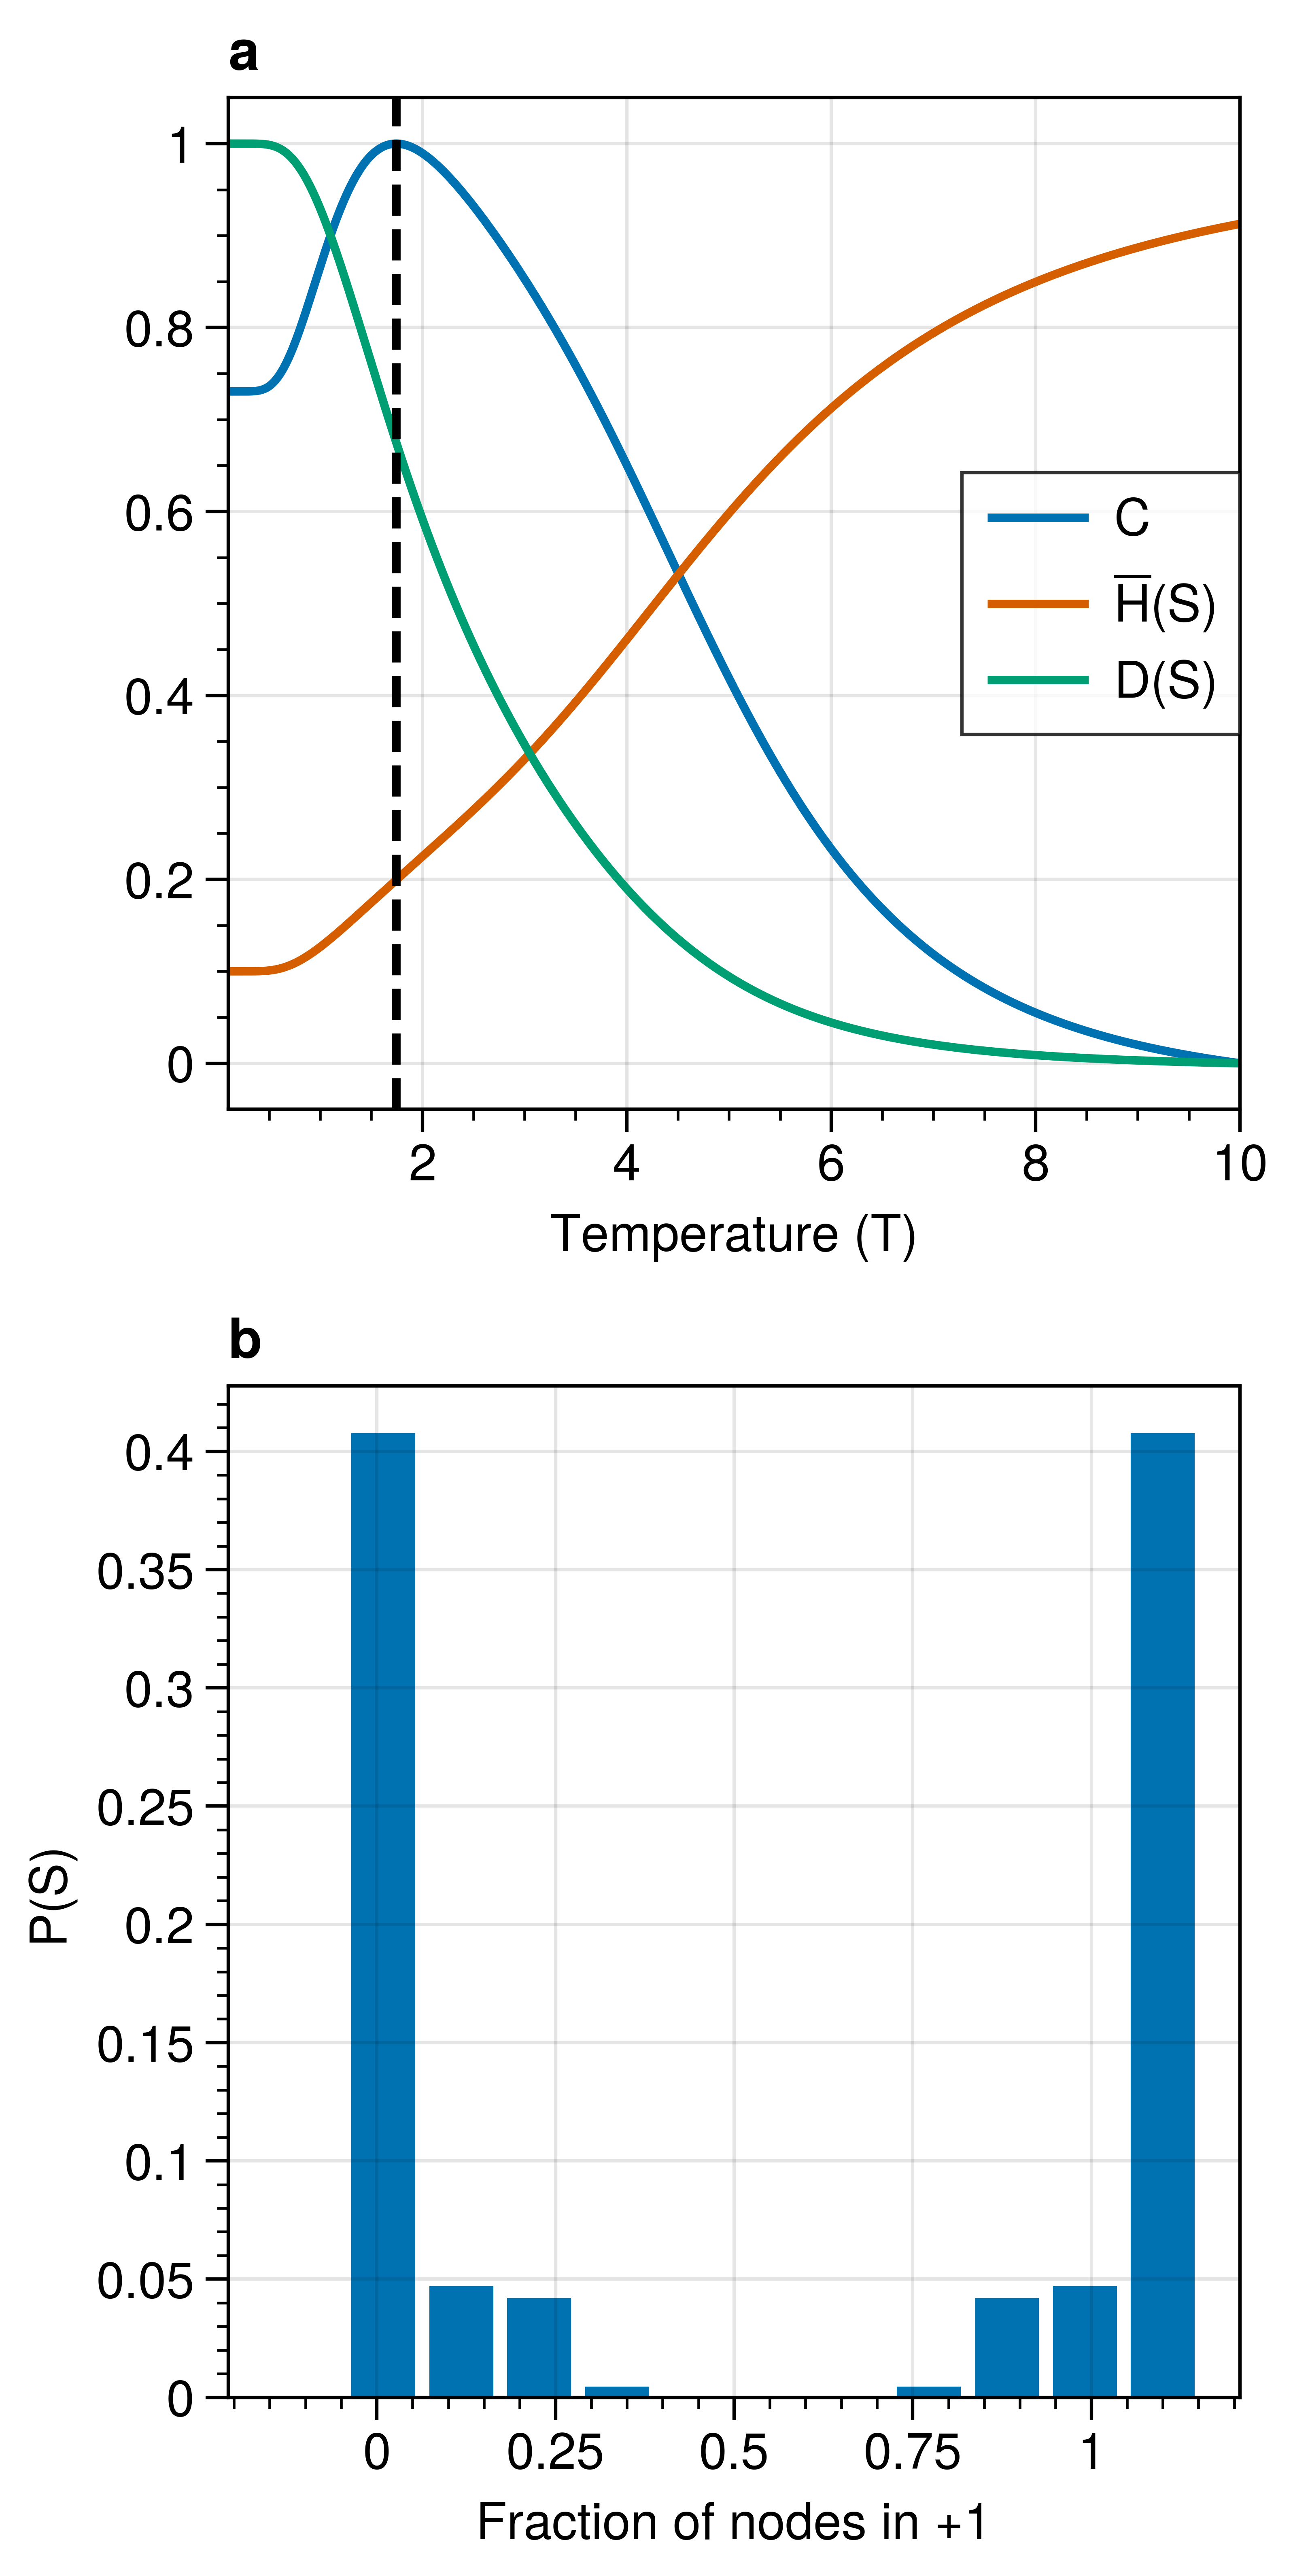 a
1
0.8
0.6
0.4
0.2
0
C
H̅(S)
D(S)
2 4 6 8 10
Temperature (T)
b
0.4
0.35
0.3
0.25
0.2
0.15
0.1
0.05
0
P(S)
0 0.25 0.5 0.75 1
Fraction of nodes in +1